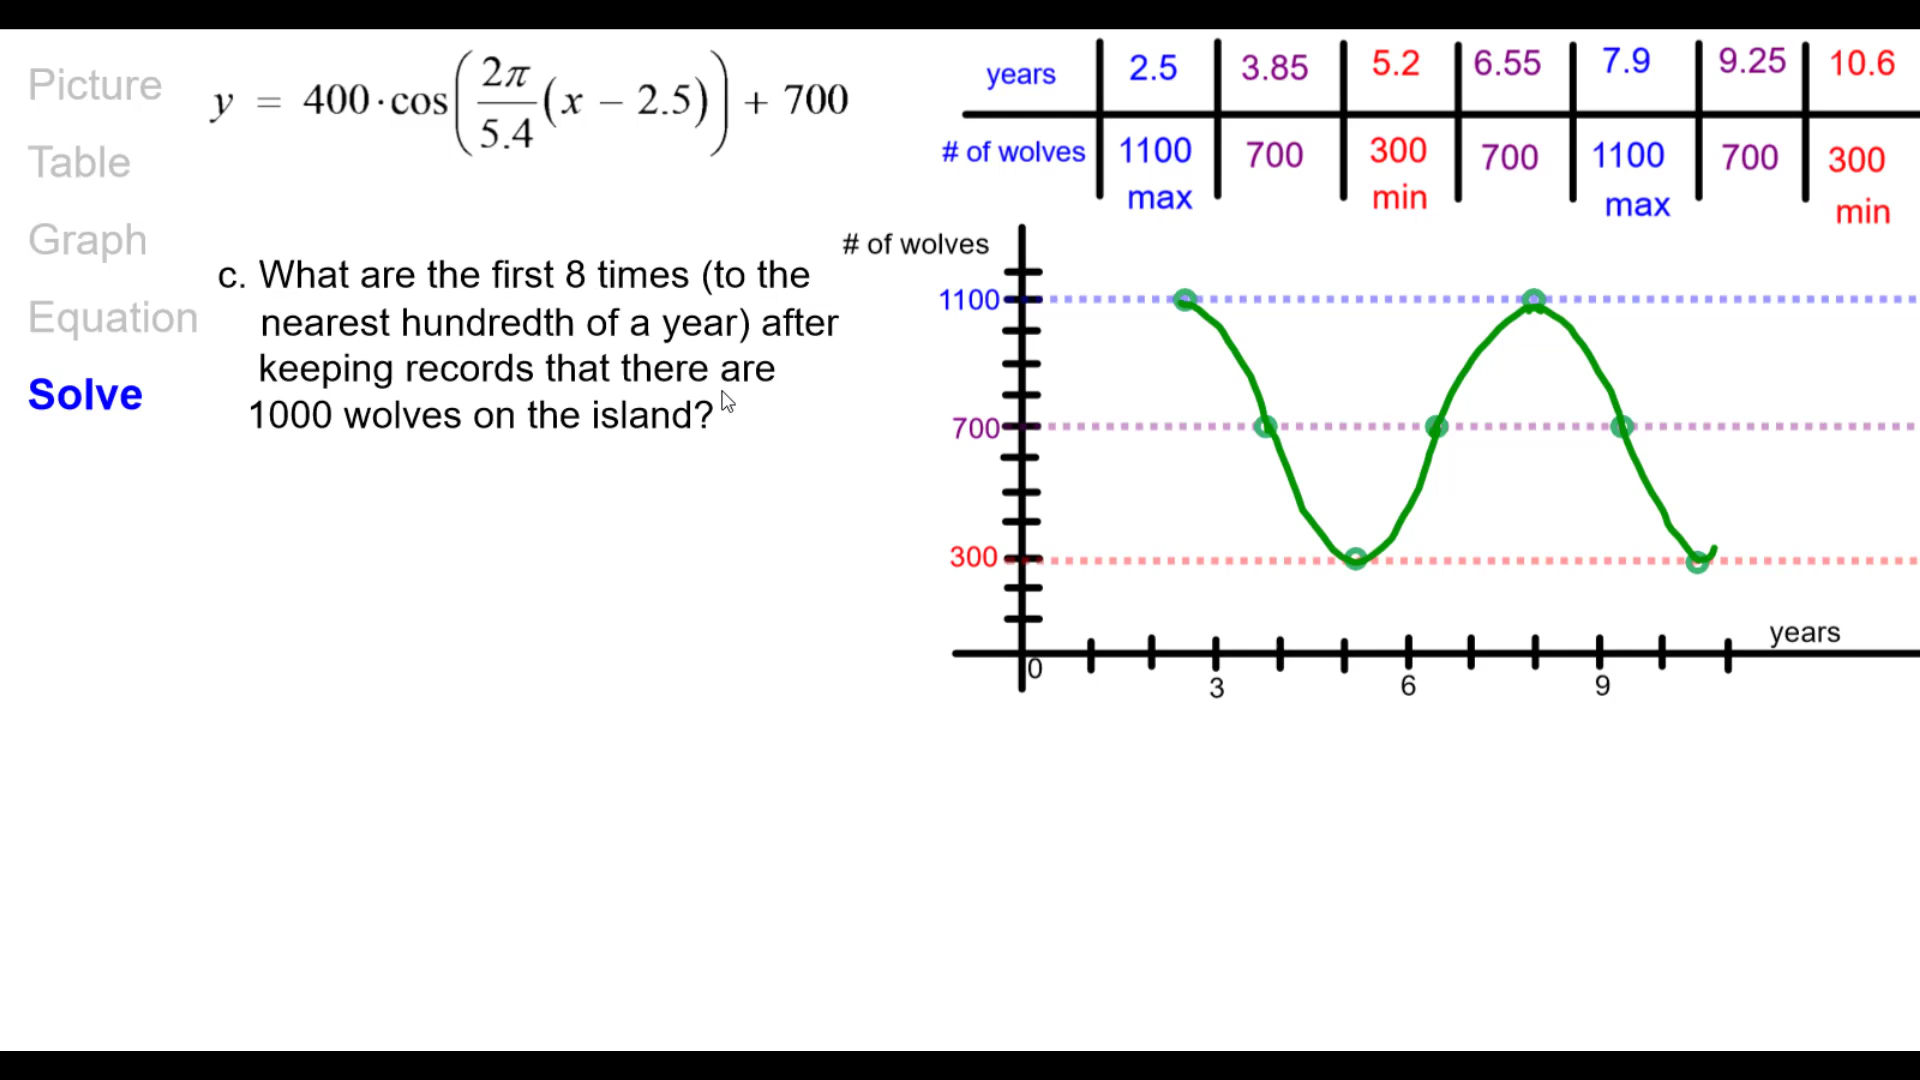 Picture
Table
Graph
Equation
Solve
y = 400·cos(2π/5.4 (x − 2.5)) + 700
c. What are the first 8 times (to the
nearest hundredth of a year) after
keeping records that there are
1000 wolves on the island?
years 2.5 3.85 5.2 6.55 7.9 9.25 10.6
# of wolves 1100 700 300 700 1100 700 300
max min max min
# of wolves
1100
700
300
years
0 3 6 9